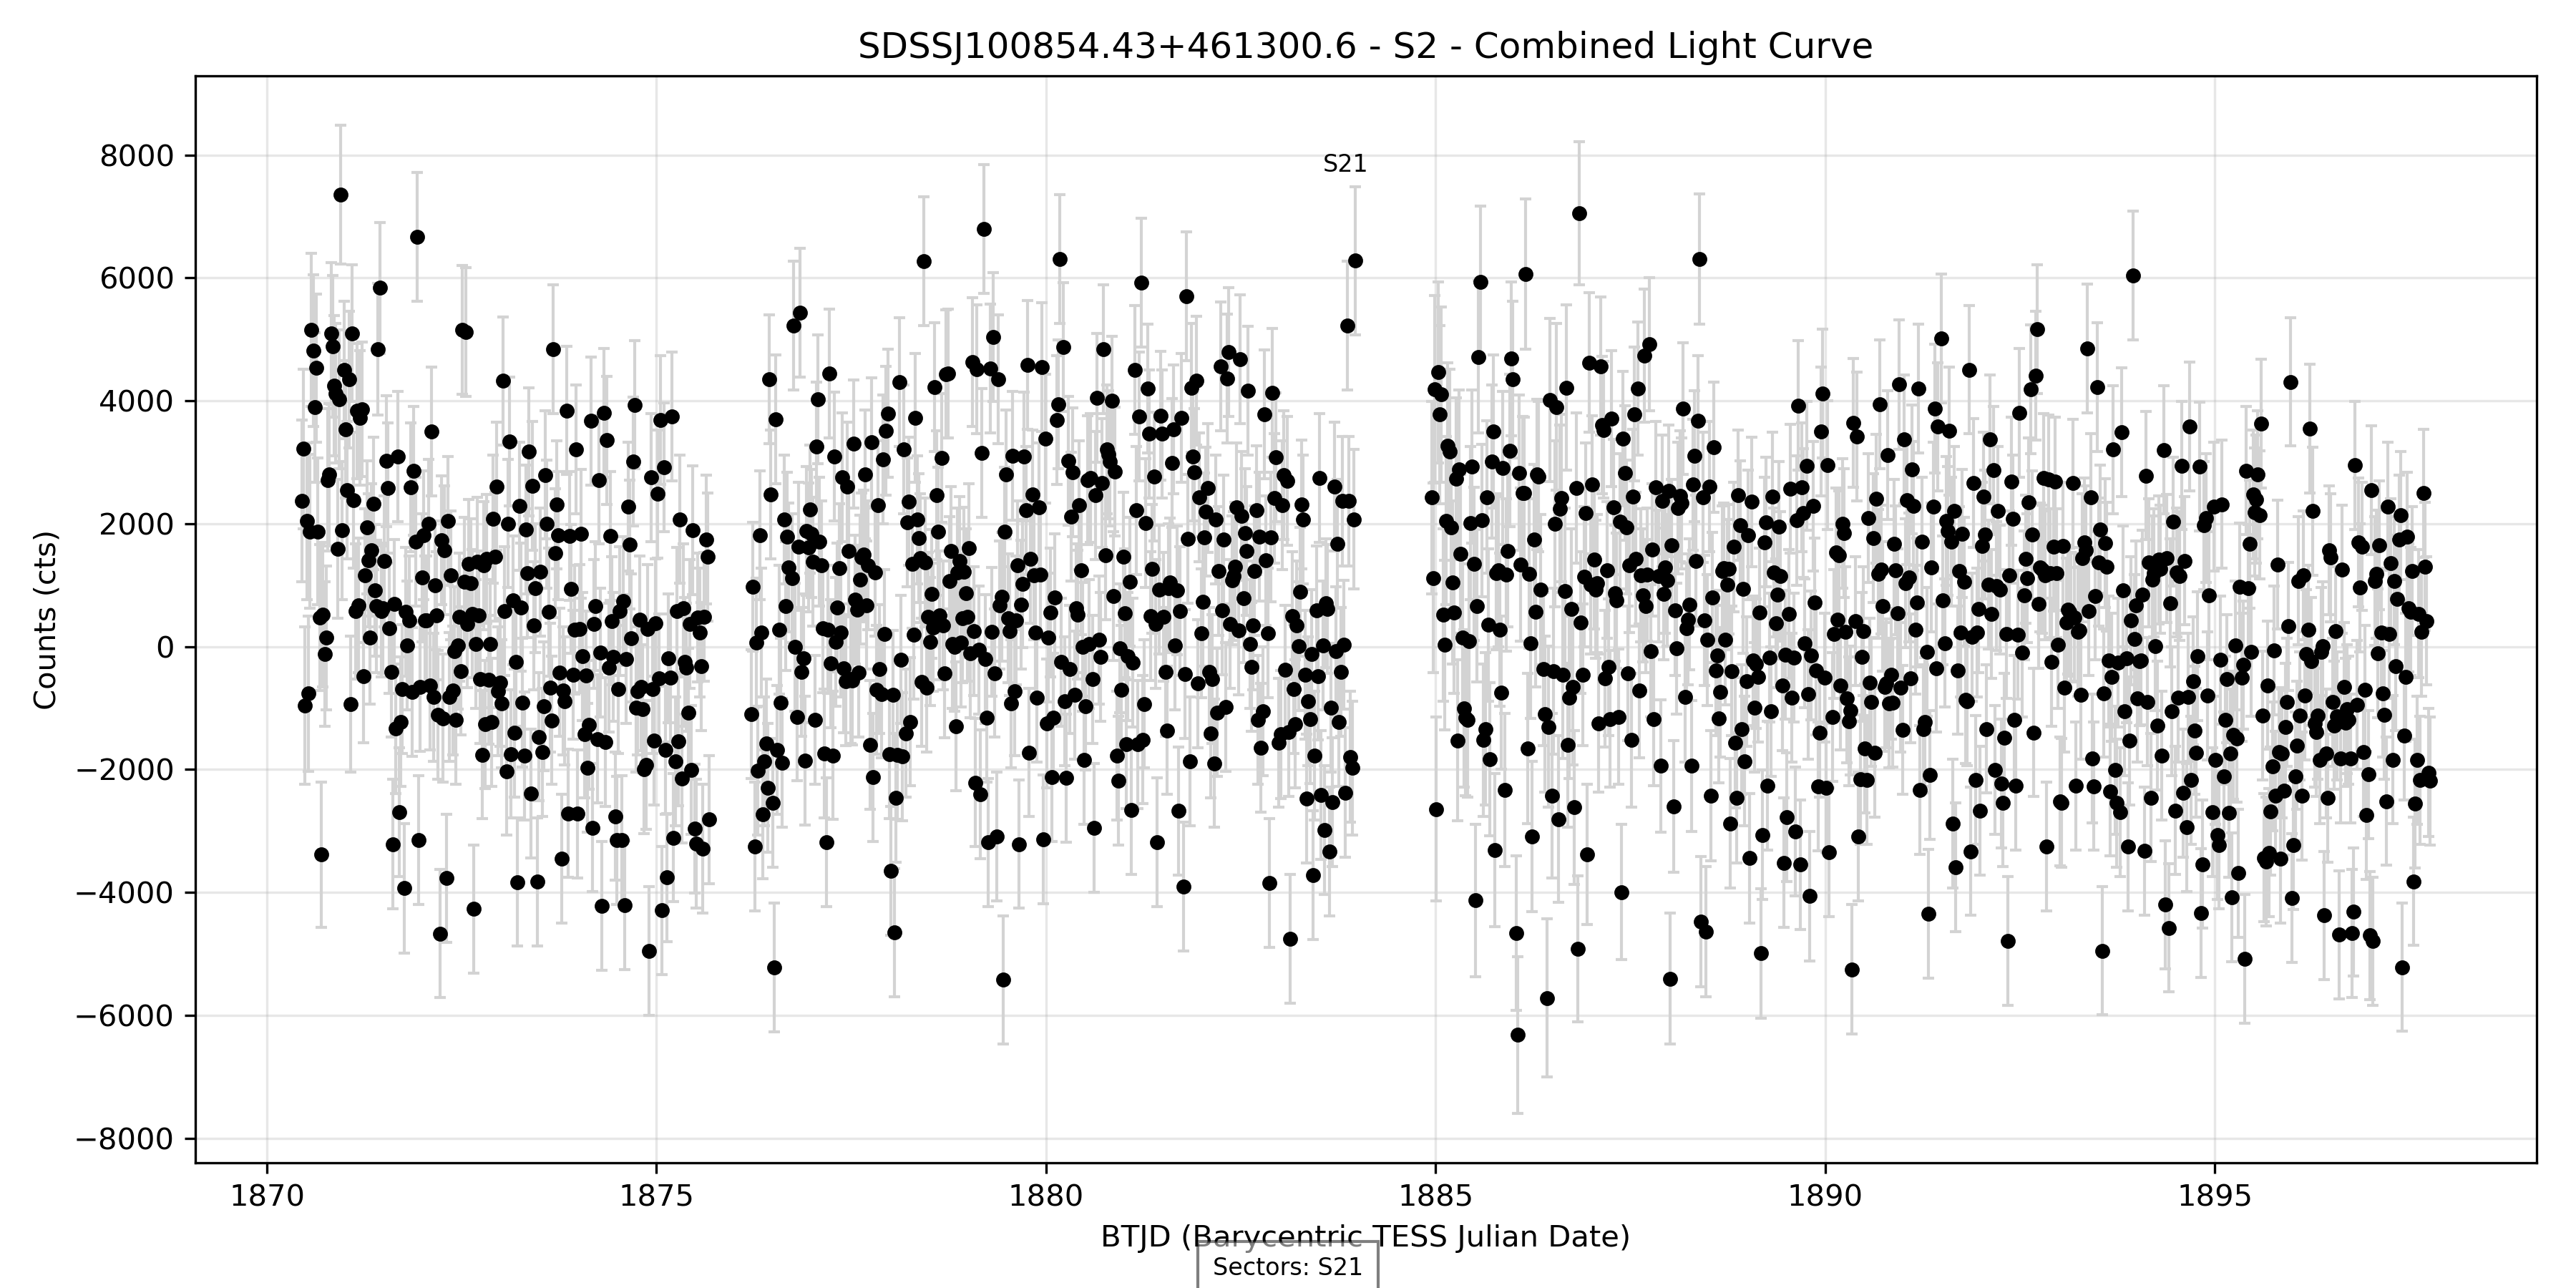 SDSSJ100854.43+461300.6 - S2 - Combined Light Curve
Counts (cts)
8000
6000
4000
2000
0
−2000
−4000
−6000
−8000
S21
1870 1875 1880 1885 1890 1895
BTJD (Barycentric TESS Julian Date)
Sectors: S21